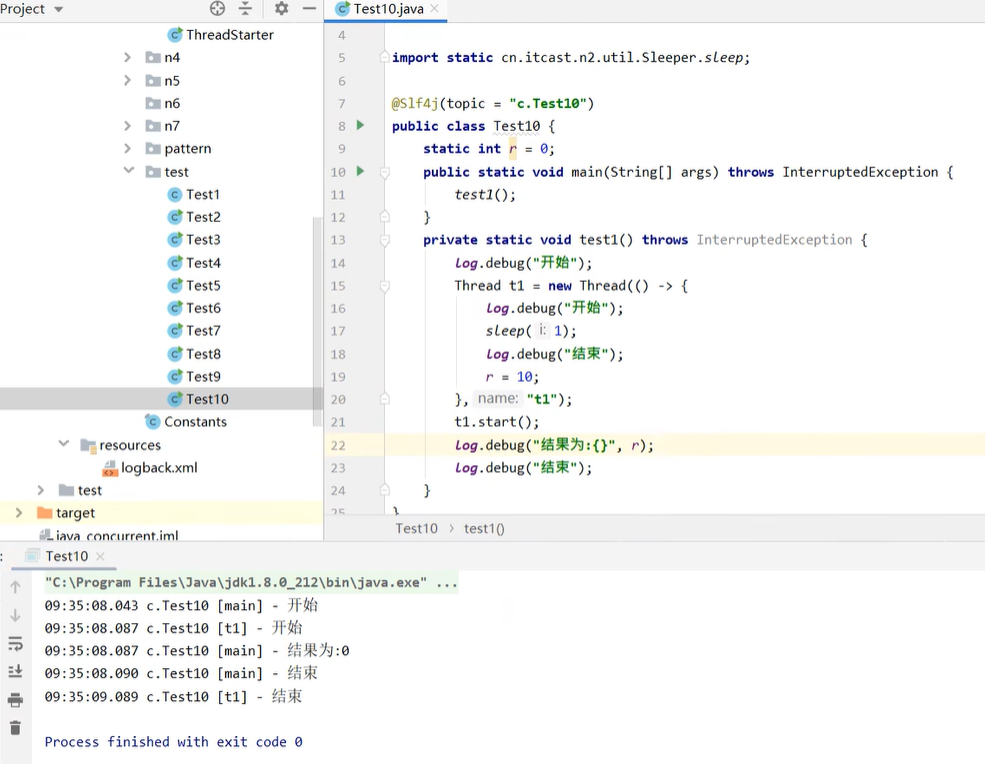 Project
Test10.java
ThreadStarter
n4
n5
n6
n7
pattern
test
Test1
Test2
Test3
Test4
Test5
Test6
Test7
Test8
Test9
Test10
Constants
resources
logback.xml
test
target
java_concurrent.iml
4
5 import static cn.itcast.n2.util.Sleeper.sleep;
6
7 @Slf4j(topic = "c.Test10")
8 public class Test10 {
9 static int r = 0;
10 public static void main(String[] args) throws InterruptedException {
11 test1();
12 }
13 private static void test1() throws InterruptedException {
14 log.debug("开始");
15 Thread t1 = new Thread(() -> {
16 log.debug("开始");
17 sleep( i: 1);
18 log.debug("结束");
19 r = 10;
20 }, name: "t1");
21 t1.start();
22 log.debug("结果为:{}", r);
23 log.debug("结束");
24 }
25 }
Test10 › test1()
: Test10
"C:\Program Files\Java\jdk1.8.0_212\bin\java.exe" ...
09:35:08.043 c.Test10 [main] - 开始
09:35:08.087 c.Test10 [t1] - 开始
09:35:08.087 c.Test10 [main] - 结果为:0
09:35:08.090 c.Test10 [main] - 结束
09:35:09.089 c.Test10 [t1] - 结束
Process finished with exit code 0